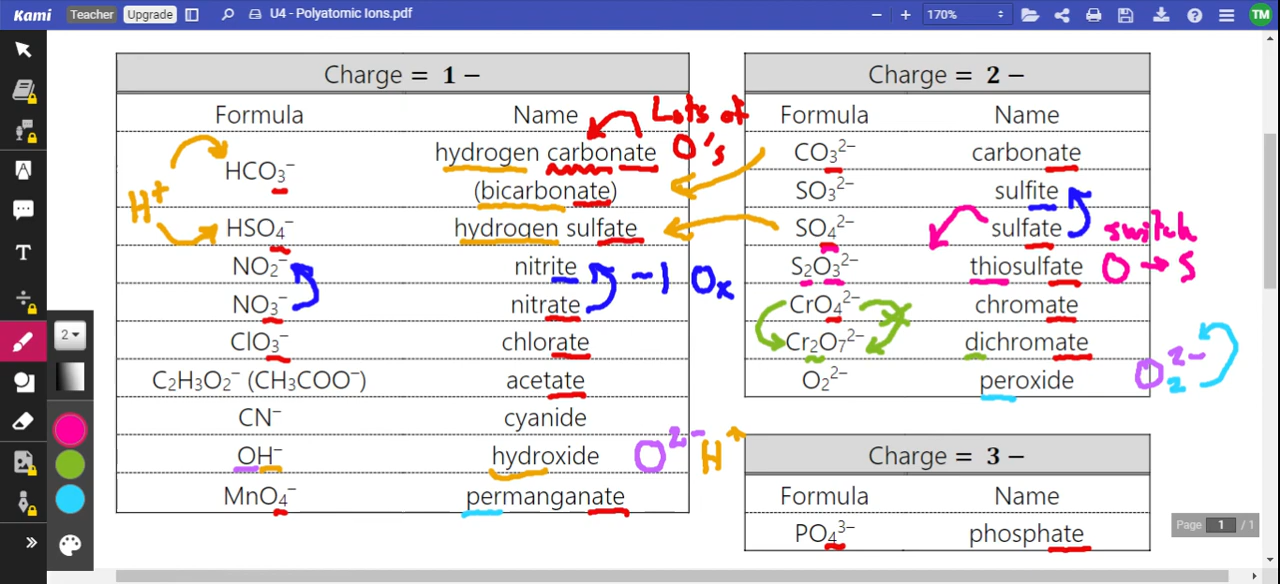 Kami Teacher Upgrade U4 - Polyatomic Ions.pdf 170% TM
Charge = 1 −
Formula Name
HCO₃⁻ hydrogen carbonate
(bicarbonate)
HSO₄⁻ hydrogen sulfate
NO₂⁻ nitrite
NO₃⁻ nitrate
ClO₃⁻ chlorate
C₂H₃O₂⁻ (CH₃COO⁻) acetate
CN⁻ cyanide
OH⁻ hydroxide
MnO₄⁻ permanganate
H⁺
Lots of
O's
-1 Ox
O²⁻ H⁺
Charge = 2 −
Formula Name
CO₃²⁻ carbonate
SO₃²⁻ sulfite
SO₄²⁻ sulfate
S₂O₃²⁻ thiosulfate
CrO₄²⁻ chromate
Cr₂O₇²⁻ dichromate
O₂²⁻ peroxide
switch
O → S
O₂²⁻
Charge = 3 −
Formula Name
PO₄³⁻ phosphate
2
T
Page 1 / 1